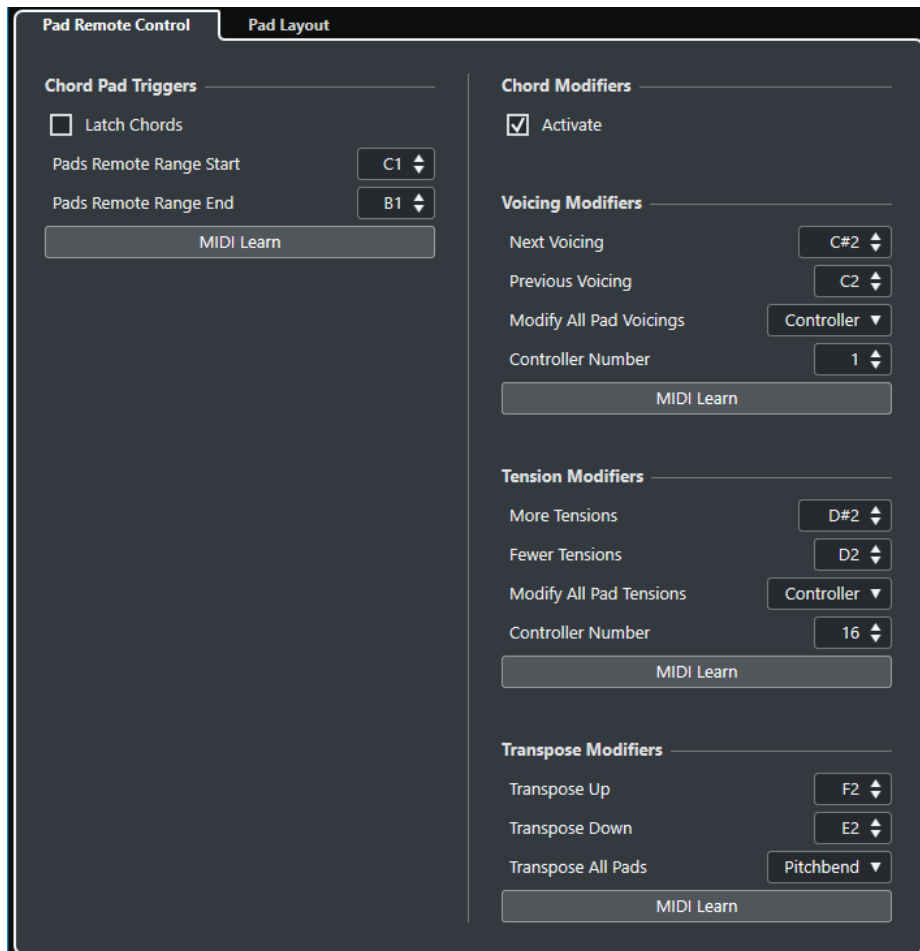 Pad Remote Control
Pad Layout
Chord Pad Triggers
Latch Chords
Pads Remote Range Start C1
Pads Remote Range End B1
MIDI Learn
Chord Modifiers
Activate
Voicing Modifiers
Next Voicing C#2
Previous Voicing C2
Modify All Pad Voicings Controller
Controller Number 1
MIDI Learn
Tension Modifiers
More Tensions D#2
Fewer Tensions D2
Modify All Pad Tensions Controller
Controller Number 16
MIDI Learn
Transpose Modifiers
Transpose Up F2
Transpose Down E2
Transpose All Pads Pitchbend
MIDI Learn